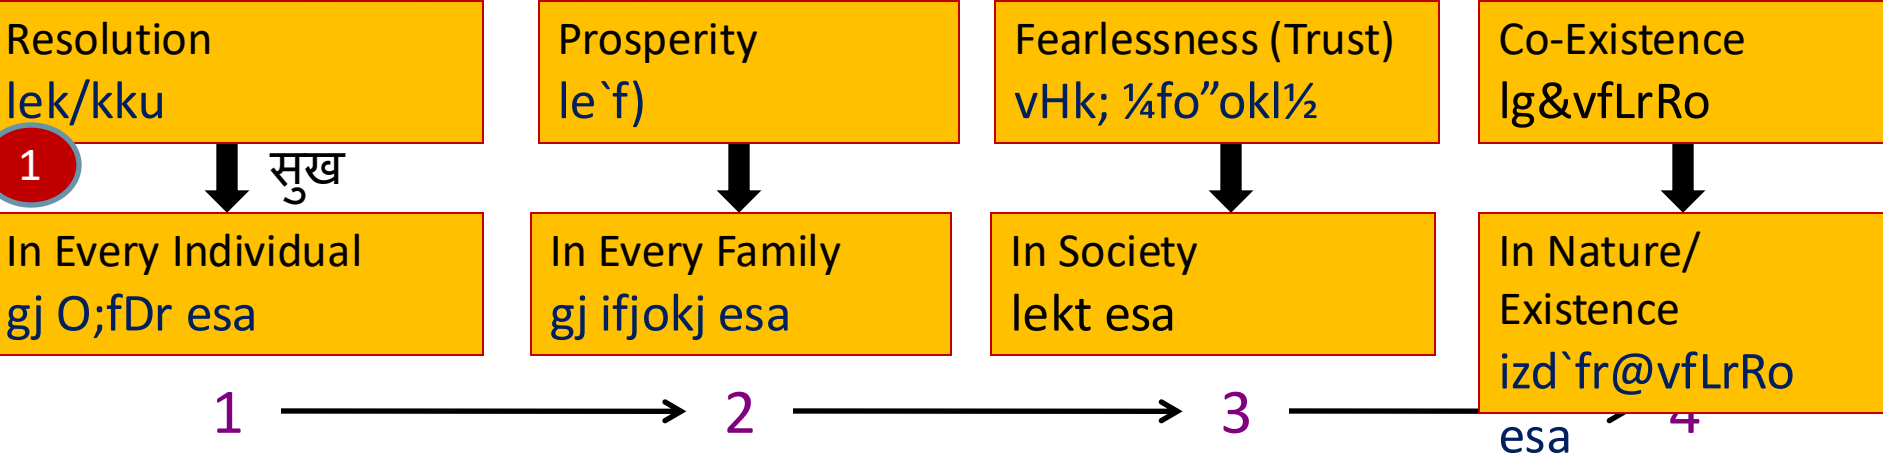 Resolution
lek/kku
Prosperity
le`f)
Fearlessness (Trust)
vHk; ¼fo”okl½
Co-Existence
lg&vfLrRo
1
सुख
In Every Individual
gj O;fDr esa
In Every Family
gj ifjokj esa
In Society
lekt esa
In Nature/
Existence
izd`fr@vfLrRo
esa
1
2
3
4